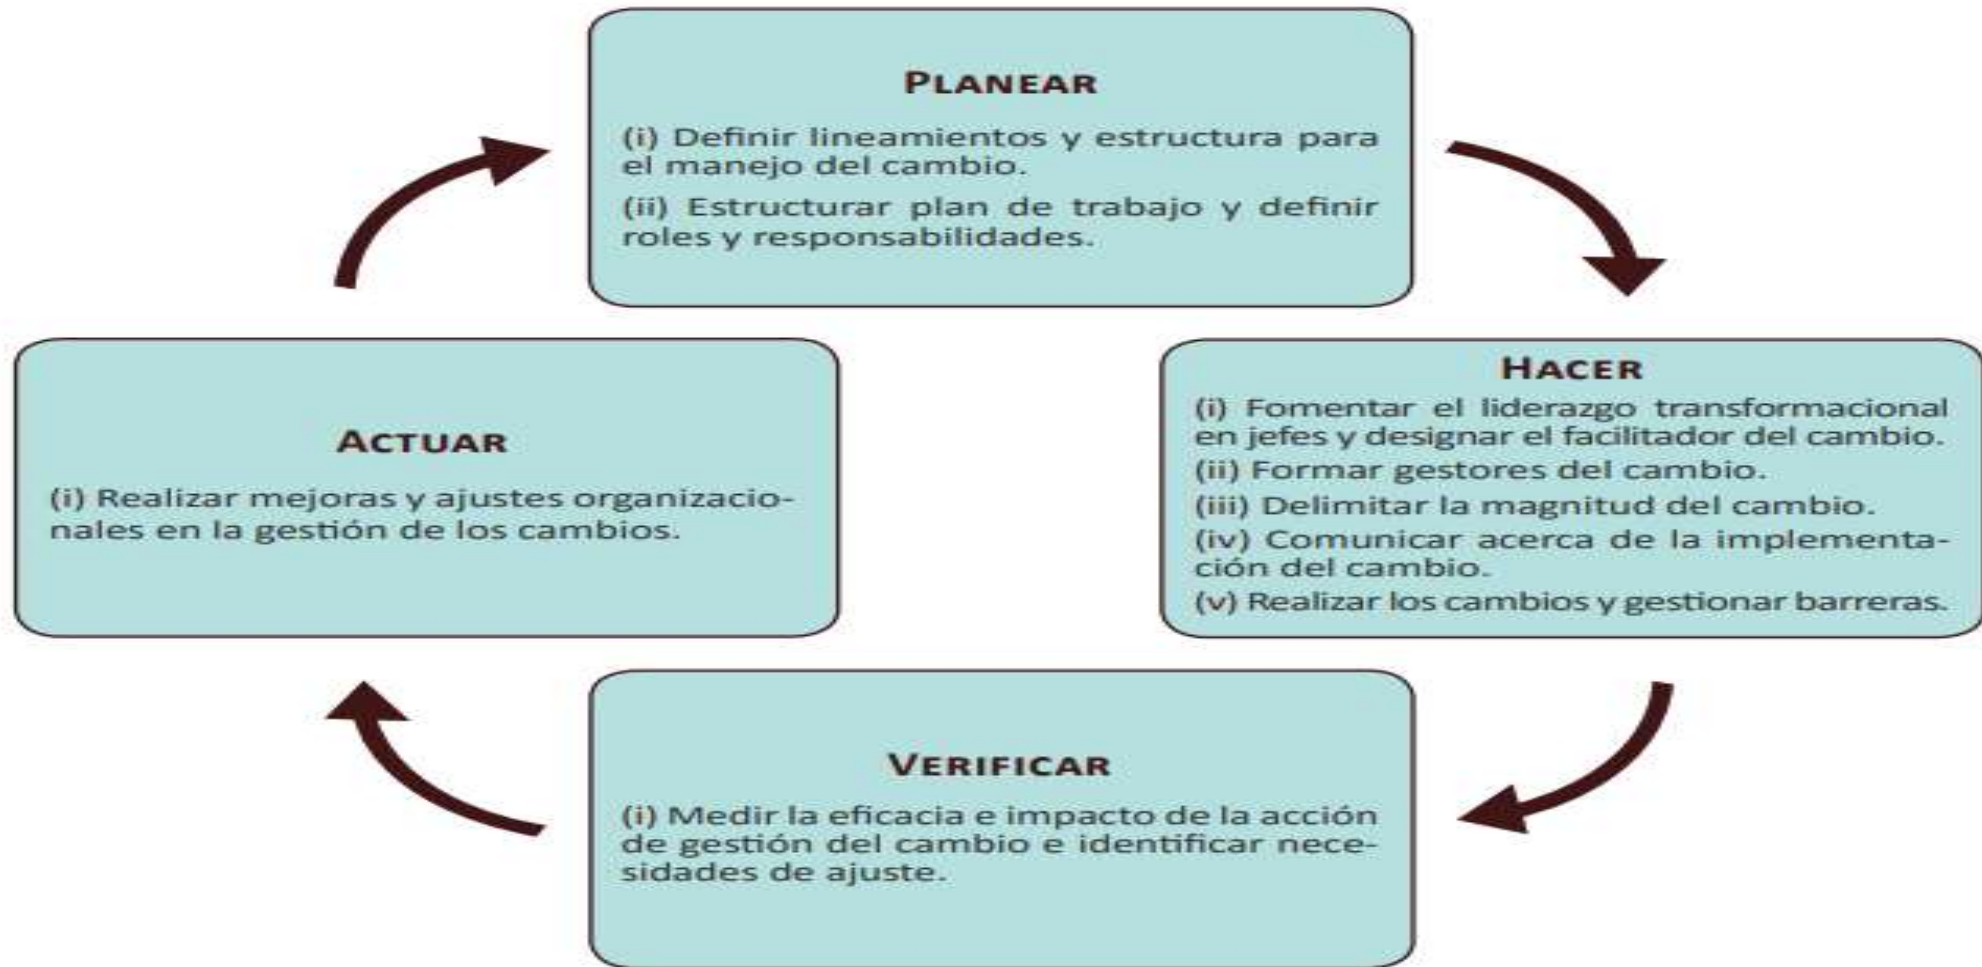 PLANEAR
(i) Definir lineamientos y estructura para
el manejo del cambio.
(ii) Estructurar plan de trabajo y definir
roles y responsabilidades.
HACER
(i) Fomentar el liderazgo transformacional
en jefes y designar el facilitador del cambio.
(ii) Formar gestores del cambio.
(iii) Delimitar la magnitud del cambio.
(iv) Comunicar acerca de la implementa-
ción del cambio.
(v) Realizar los cambios y gestionar barreras.
VERIFICAR
(i) Medir la eficacia e impacto de la acción
de gestión del cambio e identificar nece-
sidades de ajuste.
ACTUAR
(i) Realizar mejoras y ajustes organizacio-
nales en la gestión de los cambios.